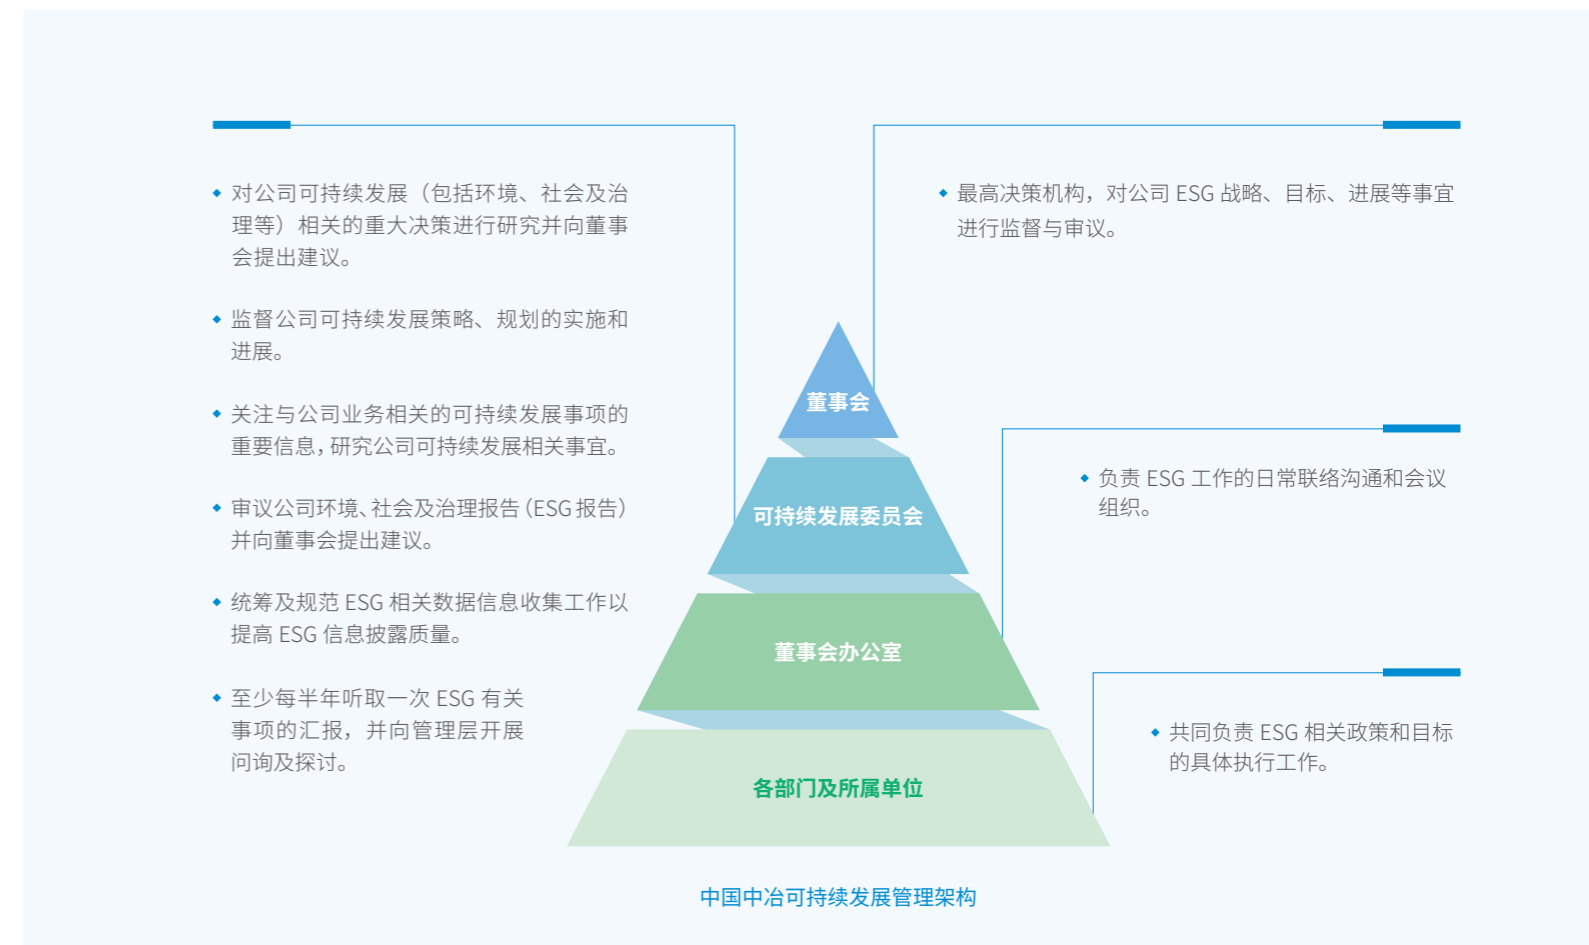 对公司可持续发展（包括环境、社会及治
理等）相关的重大决策进行研究并向董事
会提出建议。
监督公司可持续发展策略、规划的实施和
进展。
关注与公司业务相关的可持续发展事项的
重要信息，研究公司可持续发展相关事宜。
审议公司环境、社会及治理报告（ESG 报告）
并向董事会提出建议。
统筹及规范 ESG 相关数据信息收集工作以
提高 ESG 信息披露质量。
至少每半年听取一次 ESG 有关
事项的汇报，并向管理层开展
问询及探讨。
最高决策机构，对公司 ESG 战略、目标、进展等事宜
进行监督与审议。
董事会
可持续发展委员会
董事会办公室
各部门及所属单位
负责 ESG 工作的日常联络沟通和会议
组织。
共同负责 ESG 相关政策和目标
的具体执行工作。
中国中冶可持续发展管理架构